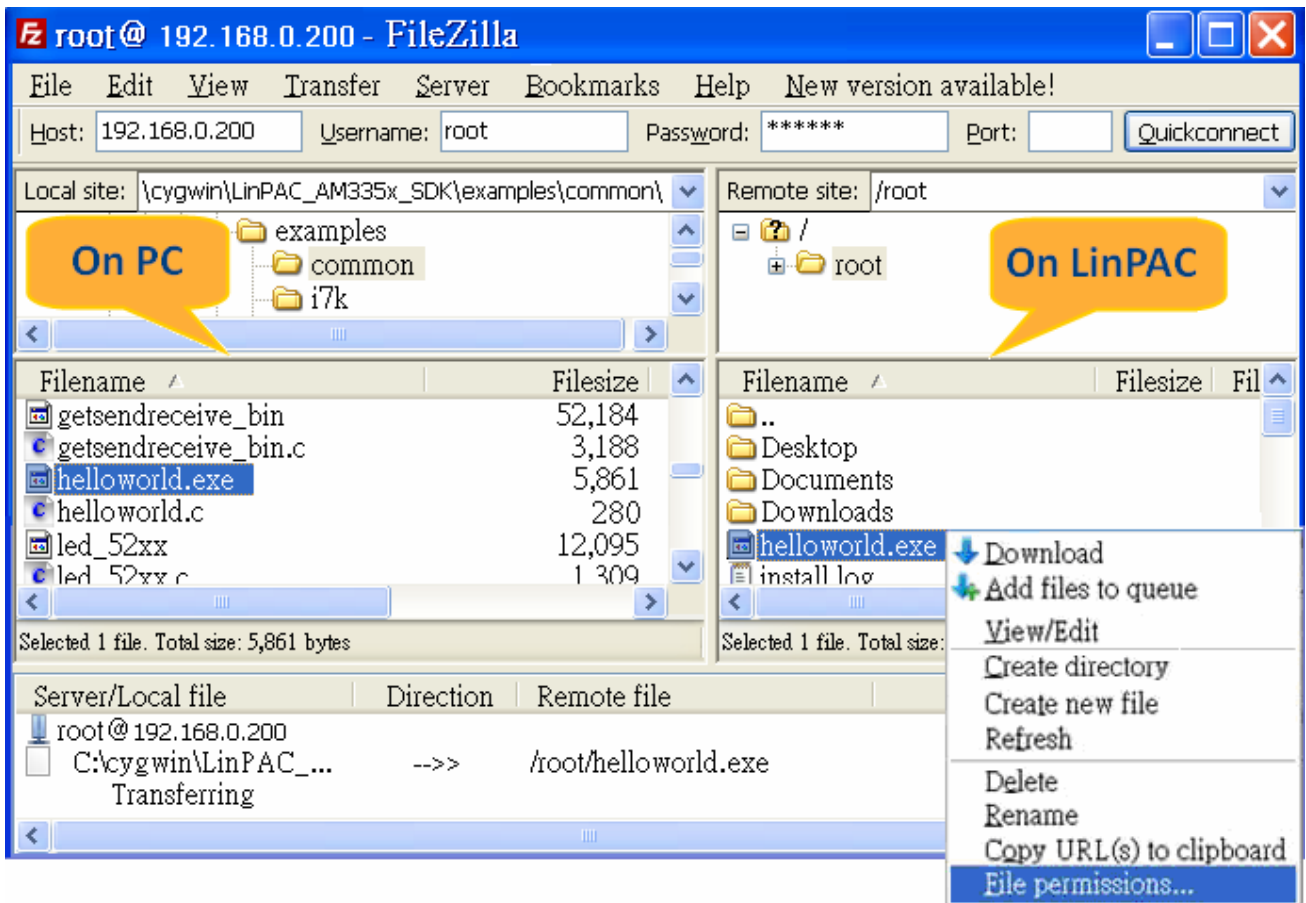 root@ 192.168.0.200 - FileZilla
File Edit View Transfer Server Bookmarks Help New version available!
Host: 192.168.0.200 Username: root Password: ****** Port: Quickconnect
Local site: \cygwin\LinPAC_AM335x_SDK\examples\common\
examples
common
i7k
On PC
Remote site: /root
/
root
On LinPAC
Filename Filesize
getsendreceive_bin 52,184
getsendreceive_bin.c 3,188
helloworld.exe 5,861
helloworld.c 280
led_52xx 12,095
led_52xx.c 1,309
Selected 1 file. Total size: 5,861 bytes
Filename Filesize Fil
..
Desktop
Documents
Downloads
helloworld.exe
install.log
Selected 1 file. Total size:
Download
Add files to queue
View/Edit
Create directory
Create new file
Refresh
Delete
Rename
Copy URL(s) to clipboard
File permissions...
Server/Local file Direction Remote file
root@192.168.0.200
C:\cygwin\LinPAC_... -->> /root/helloworld.exe
Transferring